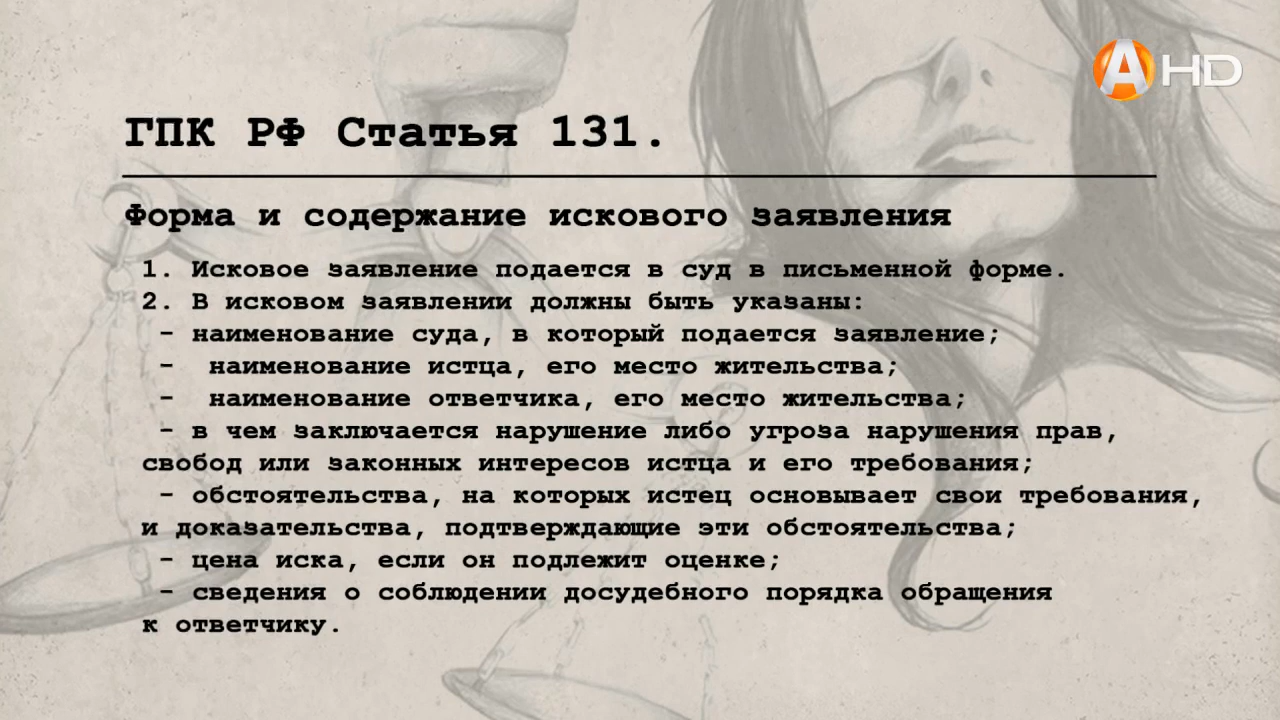 A HD
ГПК РФ Статья 131.
Форма и содержание искового заявления
1. Исковое заявление подается в суд в письменной форме.
2. В исковом заявлении должны быть указаны:
- наименование суда, в который подается заявление;
- наименование истца, его место жительства;
- наименование ответчика, его место жительства;
- в чем заключается нарушение либо угроза нарушения прав,
свобод или законных интересов истца и его требования;
- обстоятельства, на которых истец основывает свои требования,
и доказательства, подтверждающие эти обстоятельства;
- цена иска, если он подлежит оценке;
- сведения о соблюдении досудебного порядка обращения
к ответчику.